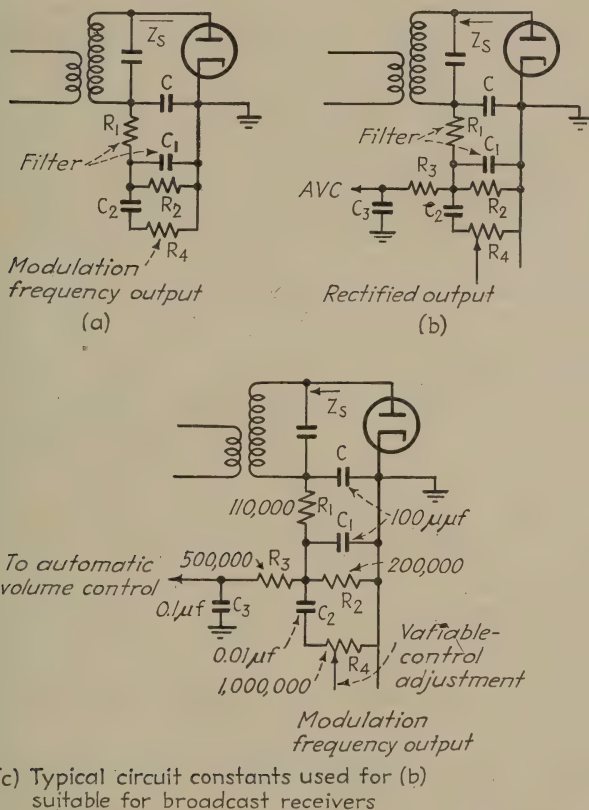 Z_S
C
R_1
Filter
C_1
C_2
R_2
R_4
Modulation
frequency output
(a)
Z_S
C
Filter
R_1
C_1
AVC
R_3
C_3
C_2
R_2
R_4
Rectified output
(b)
Z_S
C
110,000
R_1
C_1
100μμf
To automatic
volume control
500,000
R_3
200,000
0.1μf
C_3
C_2
R_2
0.01μf
R_4
1,000,000
Vafiable-
control
adjustment
Modulation
frequency output
(c) Typical circuit constants used for (b)
suitable for broadcast receivers